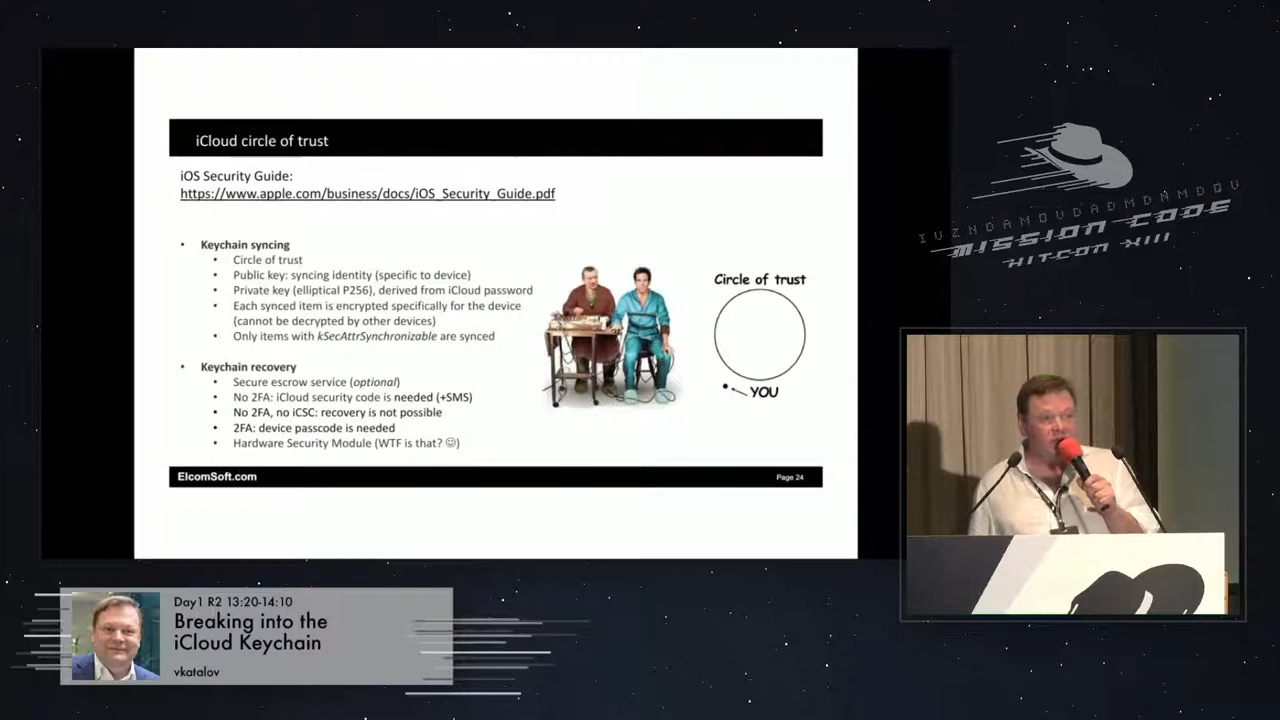 iCloud circle of trust
iOS Security Guide:
https://www.apple.com/business/docs/iOS_Security_Guide.pdf
• Keychain syncing
• Circle of trust
• Public key: syncing identity (specific to device)
• Private key (elliptical P256), derived from iCloud password
• Each synced item is encrypted specifically for the device
(cannot be decrypted by other devices)
• Only items with kSecAttrSynchronizable are synced
• Keychain recovery
• Secure escrow service (optional)
• No 2FA: iCloud security code is needed (+SMS)
• No 2FA, no iCSC: recovery is not possible
• 2FA: device passcode is needed
• Hardware Security Module (WTF is that? ☺)
Circle of trust
YOU
ElcomSoft.com
Page 24
IVZNDAMOVDADMDAMDQV
MISSION CODE
HITCON XIII
Day1 R2 13:20-14:10
Breaking into the
iCloud Keychain
vkatalov